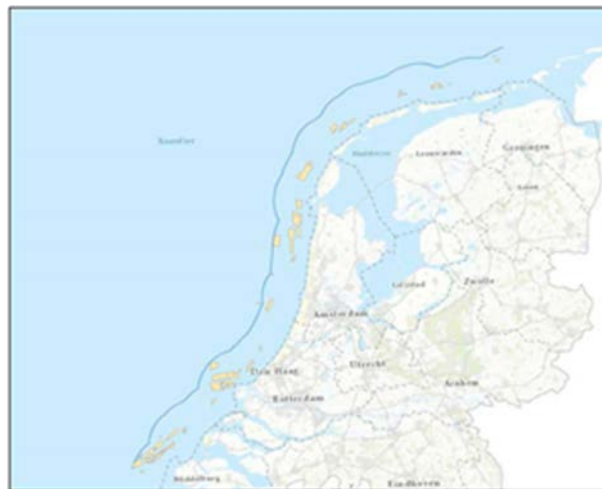 Noordzee
Waddenzee
Leeuwarden
Groningen
Assen
Lelystad
Zwolle
Amsterdam
Utrecht
Den Haag
Arnhem
Rotterdam
Middelburg
Eindhoven